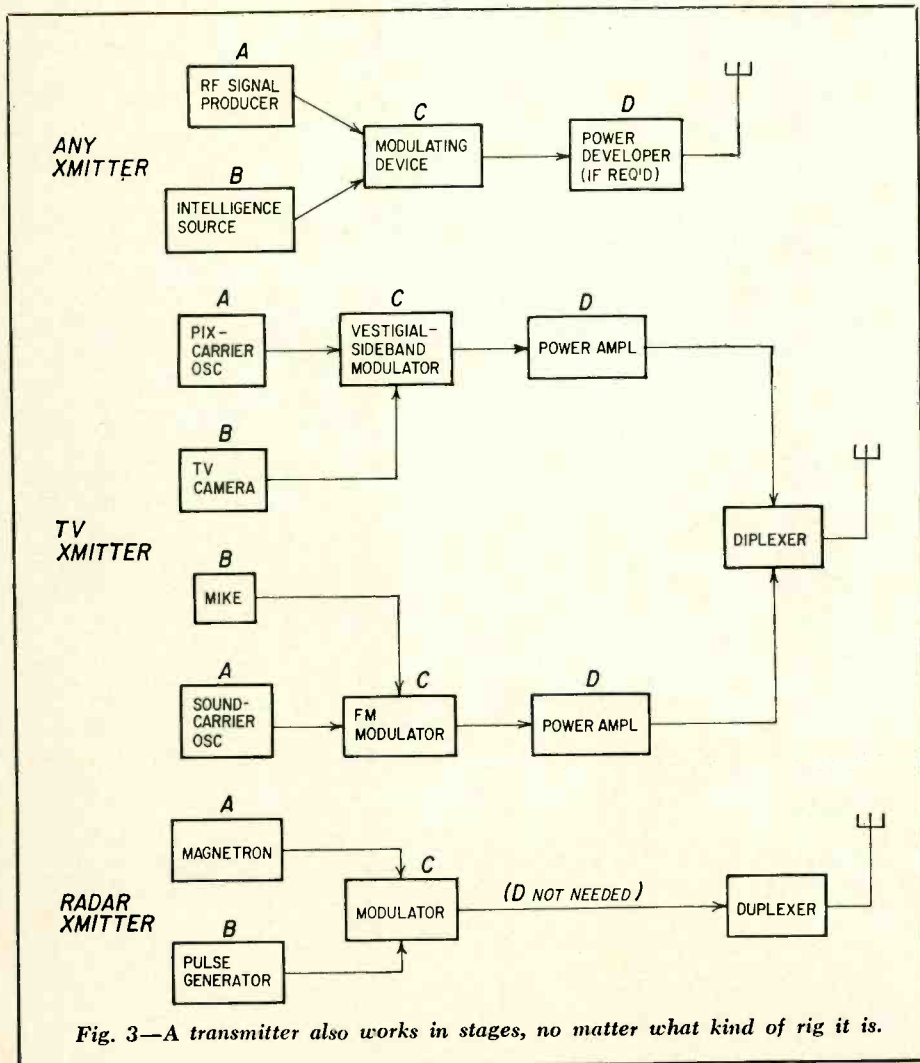 A
RF SIGNAL
PRODUCER
ANY
XMITTER
B
INTELLIGENCE
SOURCE
C
MODULATING
DEVICE
D
POWER
DEVELOPER
(IF REQ'D)
A
PIX-
CARRIER
OSC
C
VESTIGIAL-
SIDEBAND
MODULATOR
D
POWER AMPL
B
TV
CAMERA
TV
XMITTER
DIPLEXER
B
MIKE
A
SOUND-
CARRIER
OSC
C
FM
MODULATOR
D
POWER AMPL
A
MAGNETRON
RADAR
XMITTER
B
PULSE
GENERATOR
C
MODULATOR
(D NOT NEEDED)
DUPLEXER
Fig. 3—A transmitter also works in stages, no matter what kind of rig it is.